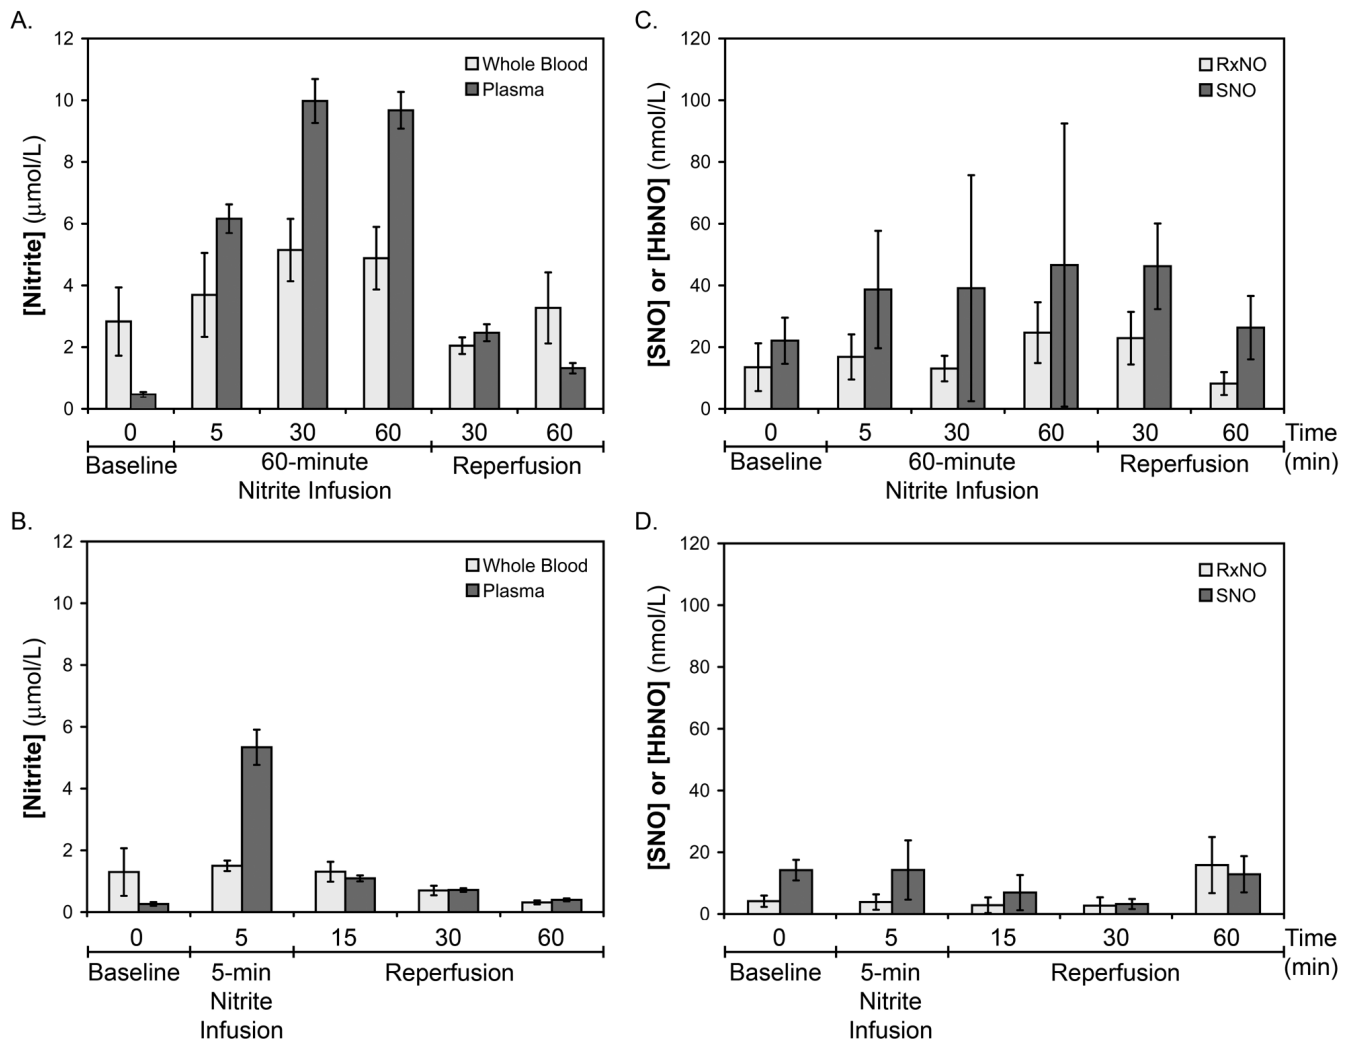 A.
12
10
8
6
4
2
0
[Nitrite] (μmol/L)
Whole Blood
Plasma
0 5 30 60 30 60
Baseline 60-minute Nitrite Infusion Reperfusion
C.
120
100
80
60
40
20
0
[SNO] or [HbNO] (nmol/L)
RxNO
SNO
0 5 30 60 30 60 Time
Baseline 60-minute Nitrite Infusion Reperfusion (min)
B.
12
10
8
6
4
2
0
[Nitrite] (μmol/L)
Whole Blood
Plasma
0 5 15 30 60
Baseline 5-min Nitrite Infusion Reperfusion
D.
120
100
80
60
40
20
0
[SNO] or [HbNO] (nmol/L)
RxNO
SNO
0 5 15 30 60 Time
Baseline 5-min Nitrite Infusion Reperfusion (min)